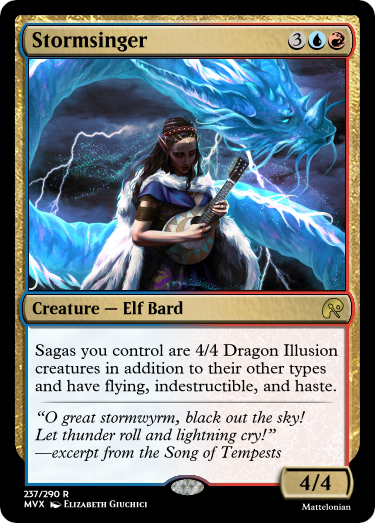 Stormsinger 3
Creature — Elf Bard
Sagas you control are 4/4 Dragon Illusion
creatures in addition to their other types
and have flying, indestructible, and haste.
“O great stormwyrm, black out the sky!
Let thunder roll and lightning cry!”
—excerpt from the Song of Tempests
4/4
237/290 R
MVX Elizabeth Giuchici
Mattelonian